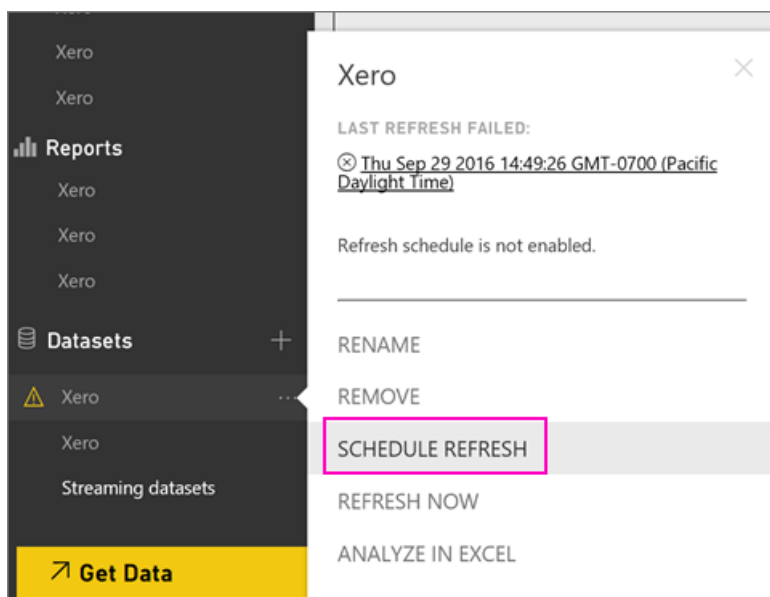 Xero
Xero
Reports
Xero
Xero
Xero
Datasets
Xero
Xero
Streaming datasets
Get Data
Xero
LAST REFRESH FAILED:
Thu Sep 29 2016 14:49:26 GMT-0700 (Pacific
Daylight Time)
Refresh schedule is not enabled.
RENAME
REMOVE
SCHEDULE REFRESH
REFRESH NOW
ANALYZE IN EXCEL